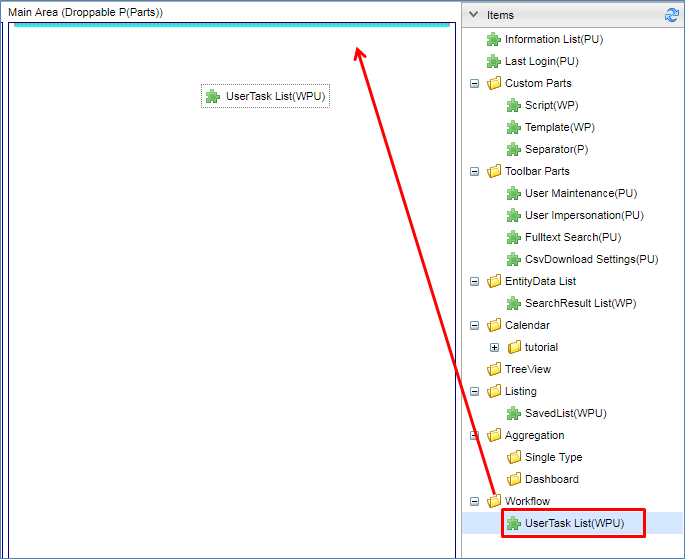 Main Area (Droppable P(Parts))
UserTask List(WPU)
Items
Information List(PU)
Last Login(PU)
Custom Parts
Script(WP)
Template(WP)
Separator(P)
Toolbar Parts
User Maintenance(PU)
User Impersonation(PU)
Fulltext Search(PU)
CsvDownload Settings(PU)
EntityData List
SearchResult List(WP)
Calendar
tutorial
TreeView
Listing
SavedList(WPU)
Aggregation
Single Type
Dashboard
Workflow
UserTask List(WPU)